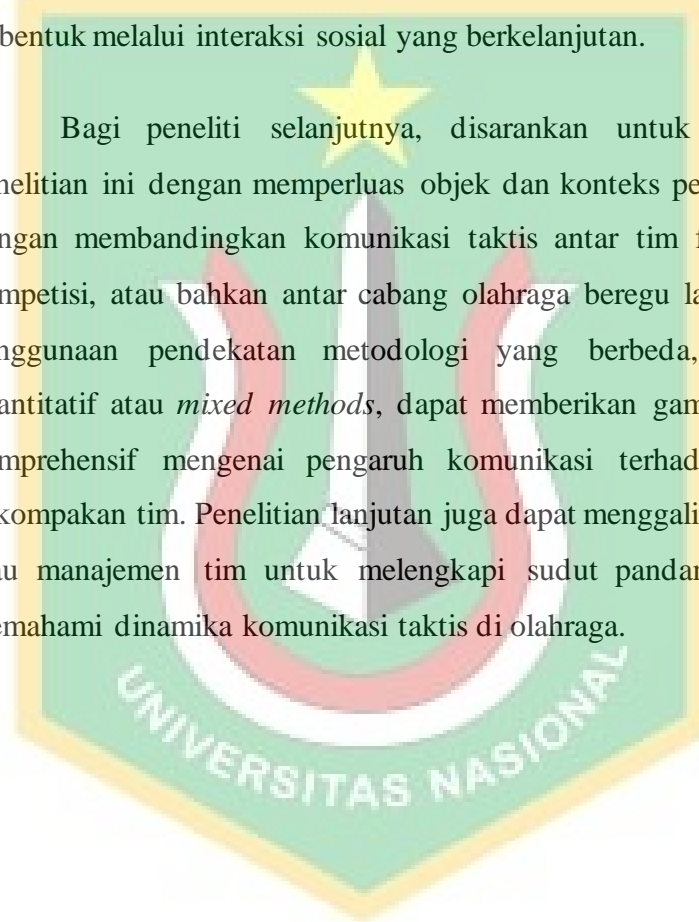 bentuk melalui interaksi sosial yang berkelanjutan.
Bagi peneliti selanjutnya, disarankan untuk
nelitian ini dengan memperluas objek dan konteks pe
ngan membandingkan komunikasi taktis antar tim f
mpetisi, atau bahkan antar cabang olahraga beregu la
nggunaan pendekatan metodologi yang berbeda,
antitatif atau mixed methods, dapat memberikan gam
mprehensif mengenai pengaruh komunikasi terhad
kompakan tim. Penelitian lanjutan juga dapat menggali
au manajemen tim untuk melengkapi sudut pandar
emahami dinamika komunikasi taktis di olahraga.
UNIVERSITAS NASIONAL